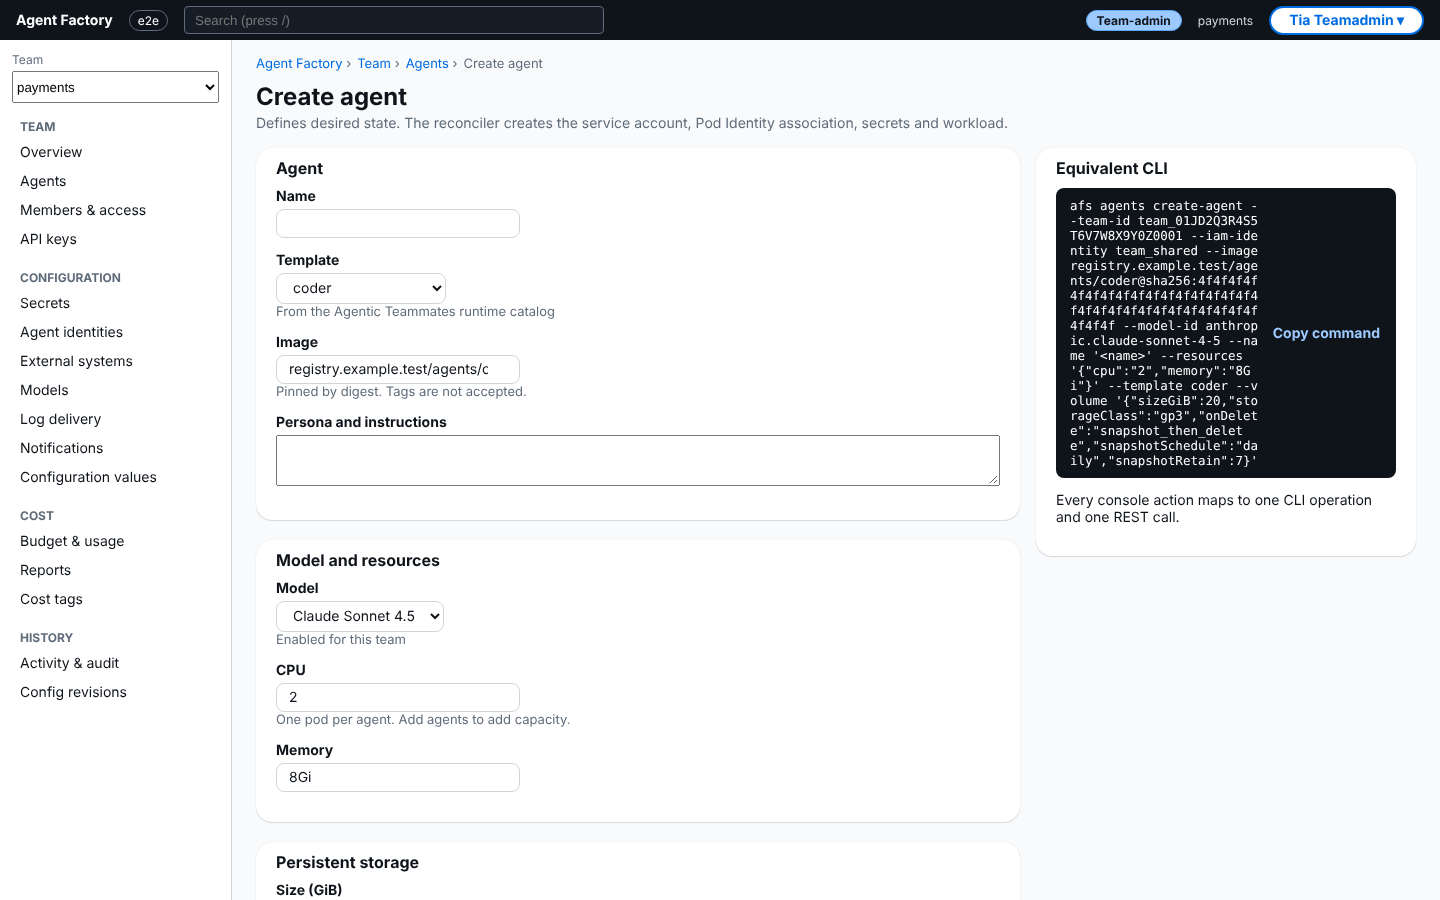 Agent Factory e2e Search (press /) Team-admin payments Tia Teamadmin ▾
Team
payments
TEAM
Overview
Agents
Members & access
API keys
CONFIGURATION
Secrets
Agent identities
External systems
Models
Log delivery
Notifications
Configuration values
COST
Budget & usage
Reports
Cost tags
HISTORY
Activity & audit
Config revisions
Agent Factory › Team › Agents › Create agent
Create agent
Defines desired state. The reconciler creates the service account, Pod Identity association, secrets and workload.
Agent
Name
Template
coder
From the Agentic Teammates runtime catalog
Image
registry.example.test/agents/c
Pinned by digest. Tags are not accepted.
Persona and instructions
Model and resources
Model
Claude Sonnet 4.5
Enabled for this team
CPU
2
One pod per agent. Add agents to add capacity.
Memory
8Gi
Persistent storage
Size (GiB)
Equivalent CLI
afs agents create-agent -
-team-id team_01JD2Q3R4S5
T6V7W8X9Y0Z0001 --iam-ide
ntity team_shared --image
registry.example.test/age
nts/coder@sha256:4f4f4f4f
4f4f4f4f4f4f4f4f4f4f4f4f4
f4f4f4f4f4f4f4f4f4f4f4f4f
4f4f4f --model-id anthrop
ic.claude-sonnet-4-5 --na
me '<name>' --resources
'{"cpu":"2","memory":"8G
i"}' --template coder --v
olume '{"sizeGiB":20,"sto
rageClass":"gp3","onDelet
e":"snapshot_then_delet
e","snapshotSchedule":"da
ily","snapshotRetain":7}'
Copy command
Every console action maps to one CLI operation
and one REST call.